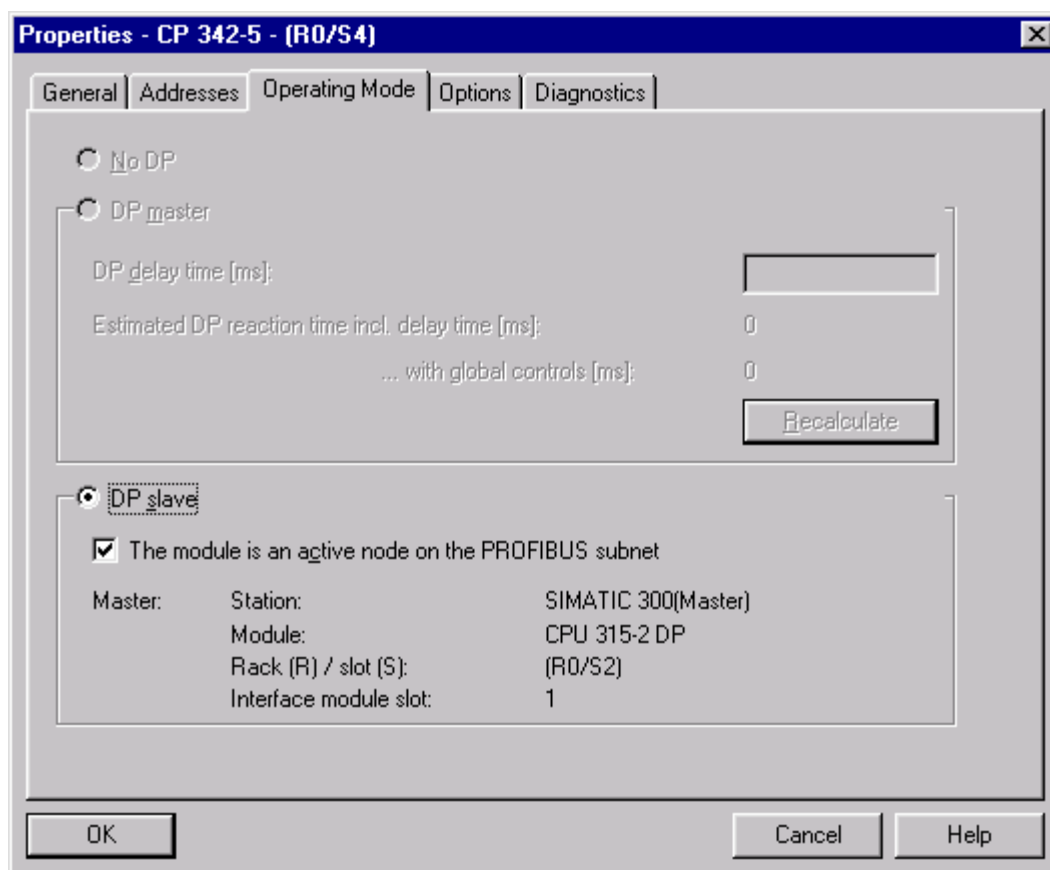 Properties - CP 342-5 - (R0/S4)
General Addresses Operating Mode Options Diagnostics
No DP
DP master
DP delay time [ms]:
Estimated DP reaction time incl. delay time [ms]: 0
... with global controls [ms]: 0
Recalculate
DP slave
The module is an active node on the PROFIBUS subnet
Master: Station: SIMATIC 300(Master)
Module: CPU 315-2 DP
Rack (R) / slot (S): (R0/S2)
Interface module slot: 1
OK Cancel Help